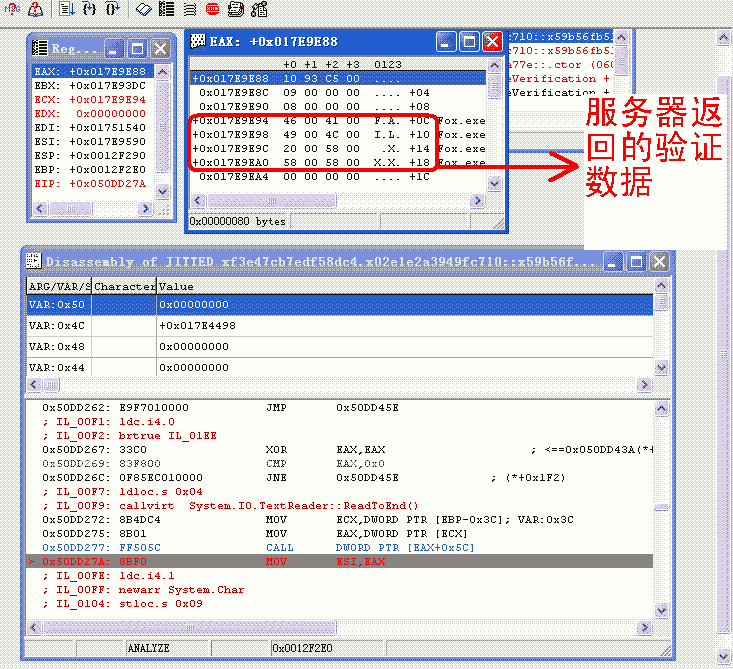 Reg...
EAX: +0x017E9E88
EBX: +0x017E93DC
ECX: +0x017E9E94
EDX:  0x00000000
EDI: +0x01751540
ESI: +0x017E9590
ESP: +0x0012F290
EBP: +0x0012F2E0
EIP: +0x050DD27A
EAX: +0x017E9E88
+0 +1 +2 +3  0123
+0x017E9E88  10 93 C5 00  ....
0x017E9E8C  09 00 00 00  .... +04
0x017E9E90  08 00 00 00  .... +08
+0x017E9E94  46 00 41 00  F.A. +0C Fox.exe
+0x017E9E98  49 00 4C 00  I.L. +10 Fox.exe
+0x017E9E9C  20 00 58 00   .X. +14 Fox.exe
+0x017E9EA0  58 00 58 00  X.X. +18 Fox.exe
0x017E9EA4  00 00 00 00  .... +1C
0x00000080 bytes
710::x59b56fb5
c710::x59b56fb5
a77e::.ctor (06
eVerification +
eVerification +
服务器返
回的验证
数据
Disassembly of JITTED xf3e47cb7edf58dc4.x02e1e2a3949fc710::x59b56f...
ARG/VAR/S Character Value
VAR:0x50 0x00000000
VAR:0x4C +0x017E4498
VAR:0x48 0x00000000
VAR:0x44 0x00000000
0x50DD262: E9F7010000 JMP 0x50DD45E
; IL_00F1: ldc.i4.0
; IL_00F2: brtrue IL_01EE
0x50DD267: 33C0 XOR EAX,EAX ; <==0x050DD43A(*+
0x50DD269: 83F800 CMP EAX,0x0
0x50DD26C: 0F85EC010000 JNE 0x50DD45E ; (*+0x1F2)
; IL_00F7: ldloc.s 0x04
; IL_00F9: callvirt  System.IO.TextReader::ReadToEnd()
0x50DD272: 8B4DC4 MOV ECX,DWORD PTR [EBP-0x3C]; VAR:0x3C
0x50DD275: 8B01 MOV EAX,DWORD PTR [ECX]
0x50DD277: FF505C CALL DWORD PTR [EAX+0x5C]
> 0x50DD27A: 8BF0 MOV ESI,EAX
; IL_00FE: ldc.i4.1
; IL_00FF: newarr System.Char
; IL_0104: stloc.s 0x09
ANALYZE 0x0012F2E0